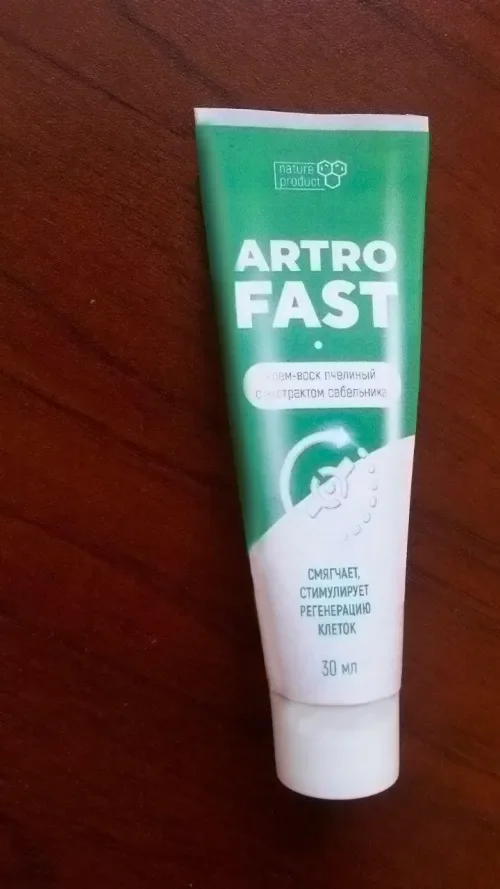 nature
product
ARTRO
FAST
крем-воск пчелиный
с экстрактом сабельника
СМЯГЧАЕТ,
СТИМУЛИРУЕТ
РЕГЕНЕРАЦИЮ
КЛЕТОК
30 мл